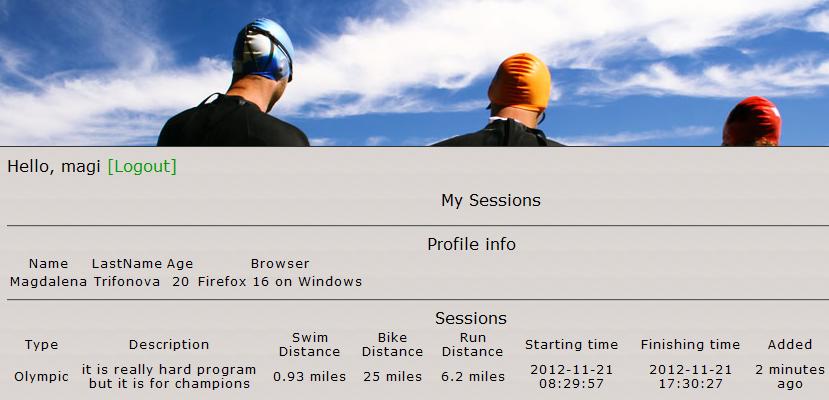 Hello, magi [Logout]
My Sessions
Profile info
Name LastName Age Browser
Magdalena Trifonova 20 Firefox 16 on Windows
Sessions
Type Description Swim Distance Bike Distance Run Distance Starting time Finishing time Added
Olympic it is really hard program but it is for champions 0.93 miles 25 miles 6.2 miles 2012-11-21 08:29:57 2012-11-21 17:30:27 2 minutes ago